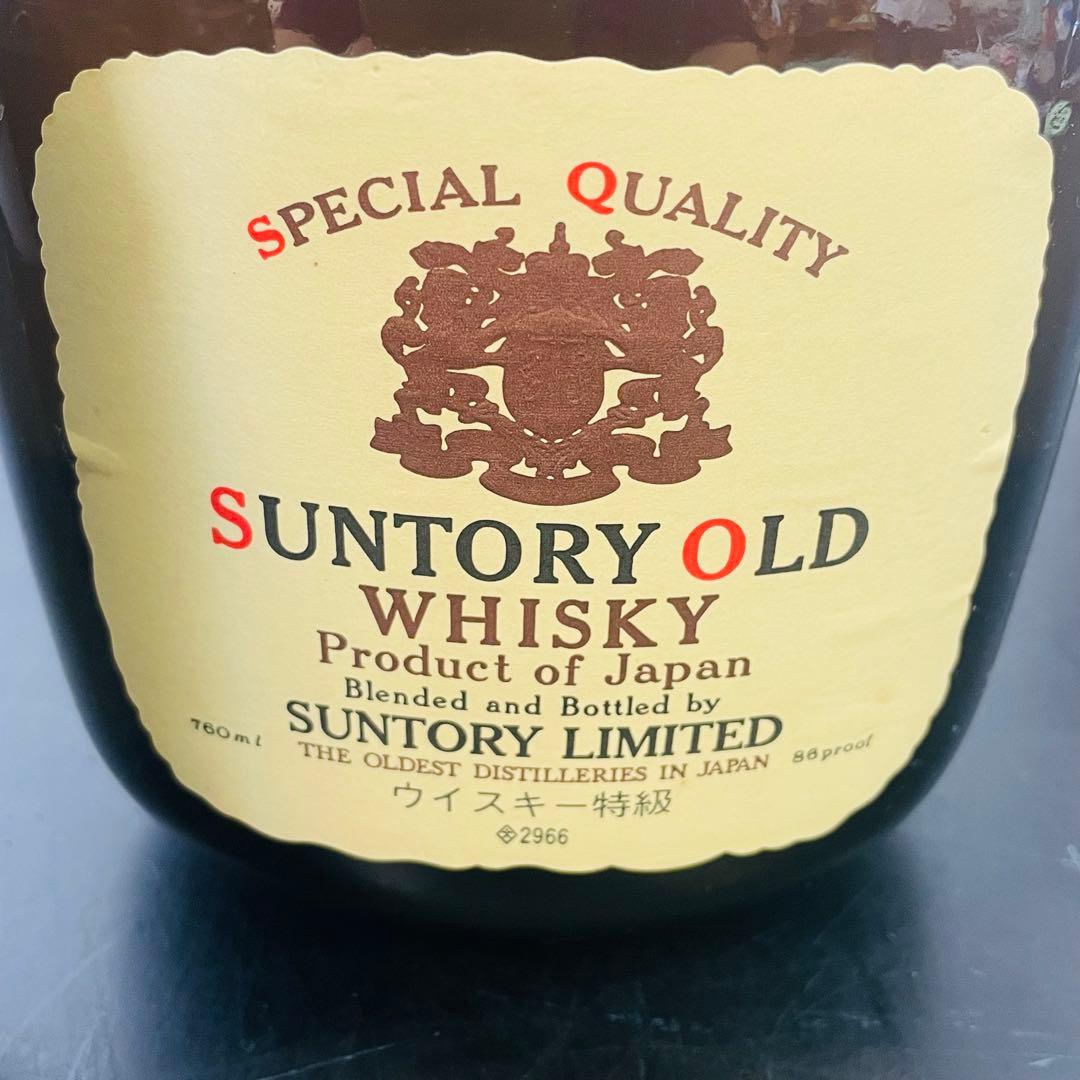 SPECIAL QUALITY
SUNTORY OLD
WHISKY
Product of Japan
Blended and Bottled by
SUNTORY LIMITED
760ml
86proof
THE OLDEST DISTILLERIES IN JAPAN
ウイスキー特級
2966